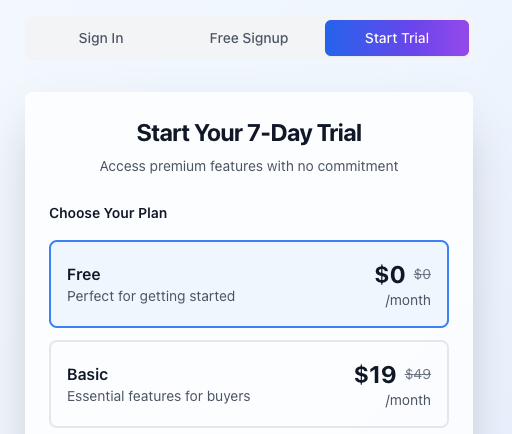 Sign In
Free Signup
Start Trial
Start Your 7-Day Trial
Access premium features with no commitment
Choose Your Plan
Free
$0 $0
Perfect for getting started
/month
Basic
$19 $49
Essential features for buyers
/month